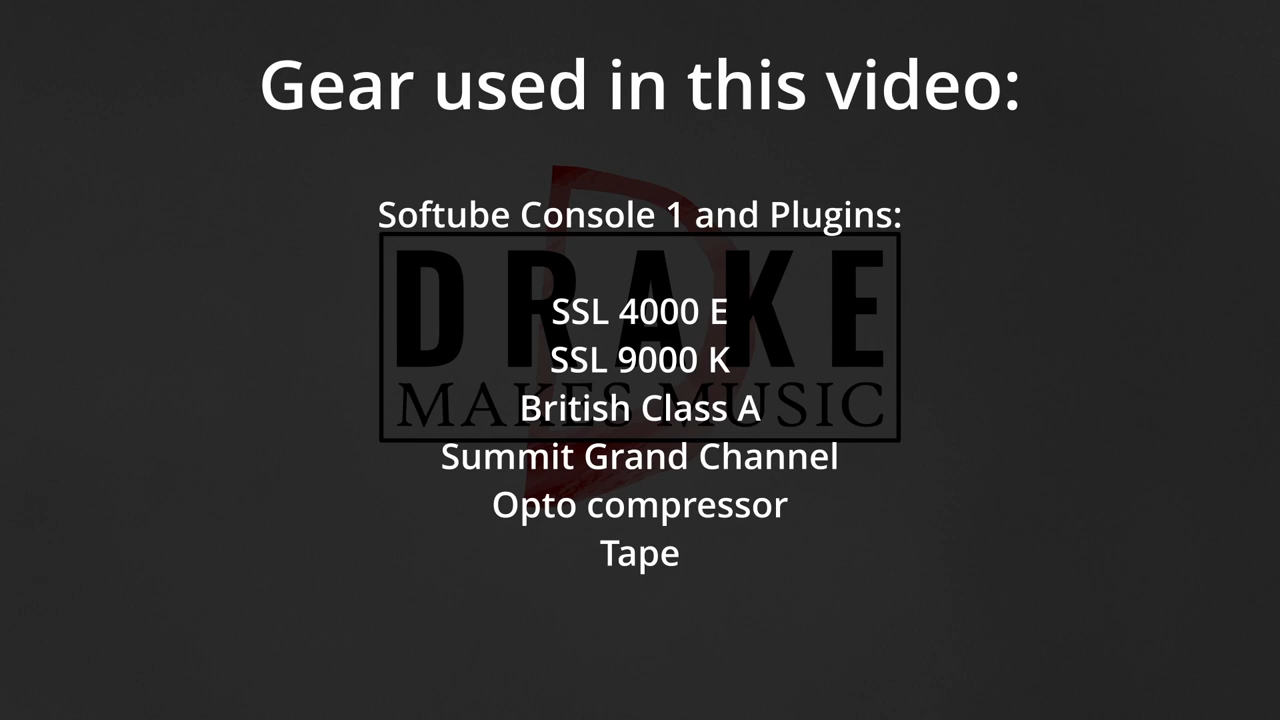 Gear used in this video:
Softube Console 1 and Plugins:
DRAKE
MAKES MUSIC
SSL 4000 E
SSL 9000 K
British Class A
Summit Grand Channel
Opto compressor
Tape